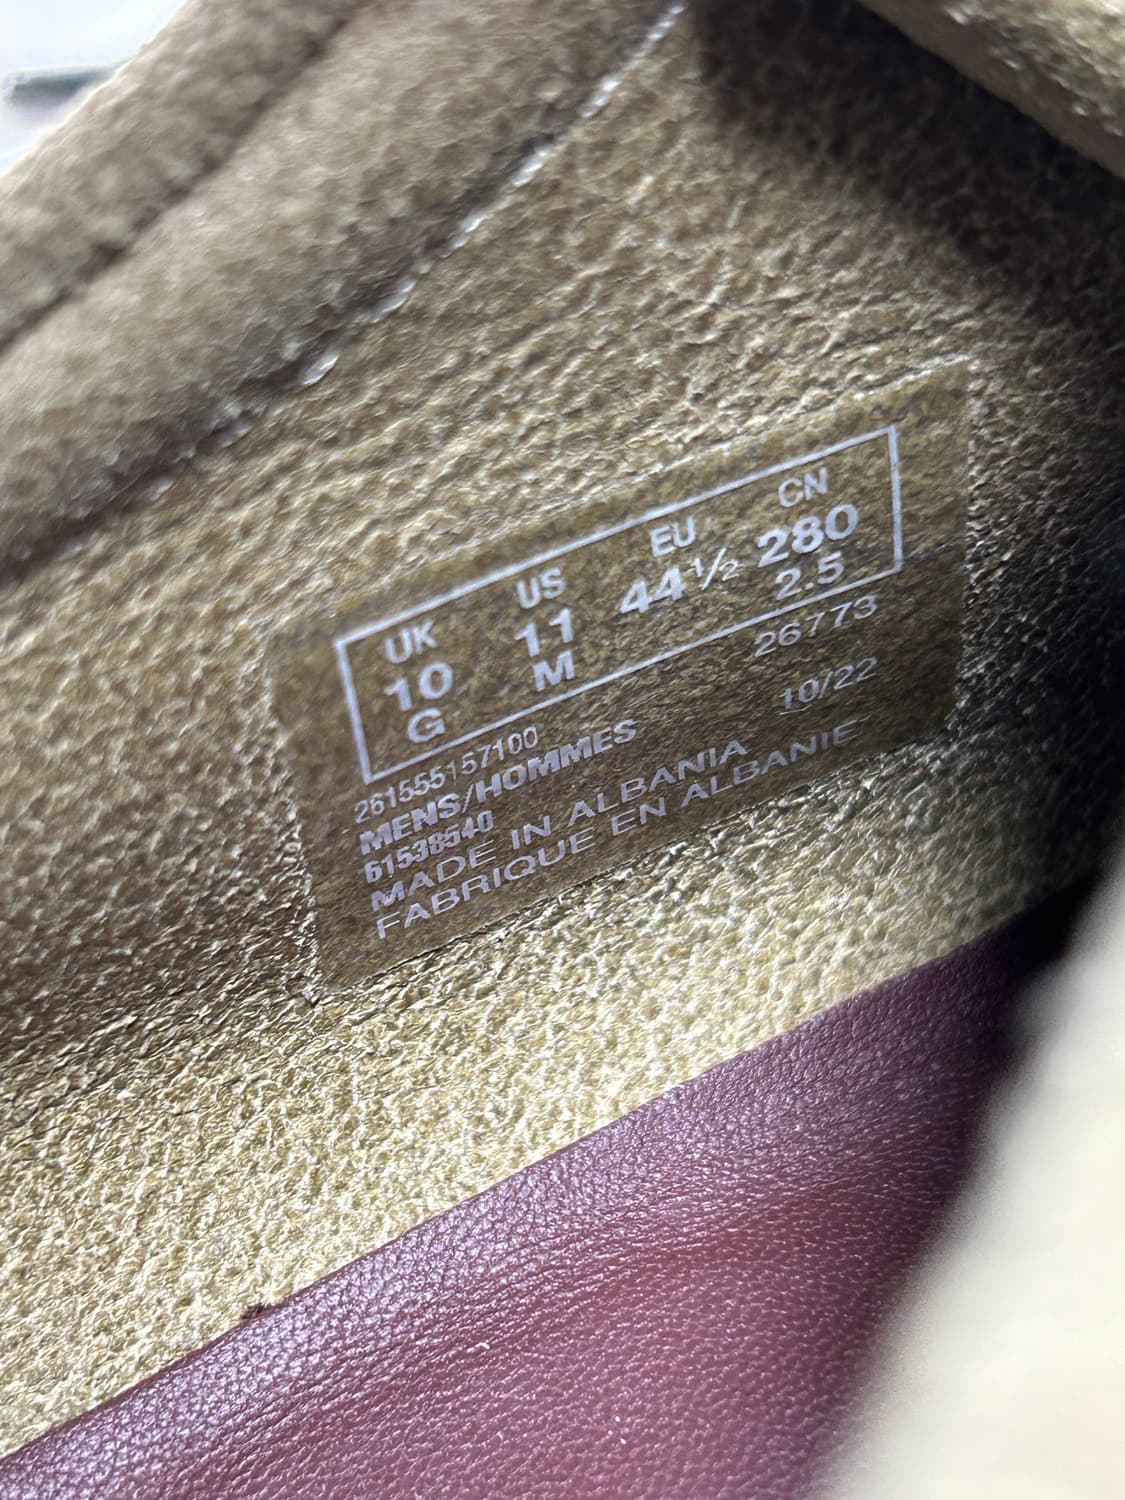 UK US EU CN
10 11 44½ 280
G M 2.5
261555157100 26773
MENS/HOMMES
61538640 10/22
MADE IN ALBANIA
FABRIQUE EN ALBANIE